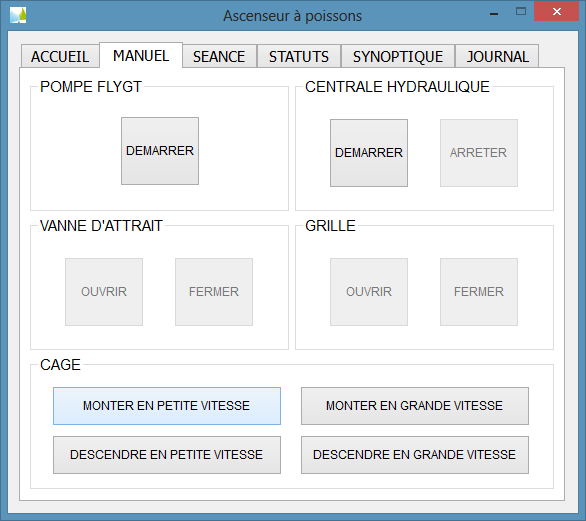 Ascenseur à poissons
ACCUEIL MANUEL SEANCE STATUTS SYNOPTIQUE JOURNAL
POMPE FLYGT
DEMARRER
CENTRALE HYDRAULIQUE
DEMARRER ARRETER
VANNE D'ATTRAIT
OUVRIR FERMER
GRILLE
OUVRIR FERMER
CAGE
MONTER EN PETITE VITESSE MONTER EN GRANDE VITESSE
DESCENDRE EN PETITE VITESSE DESCENDRE EN GRANDE VITESSE